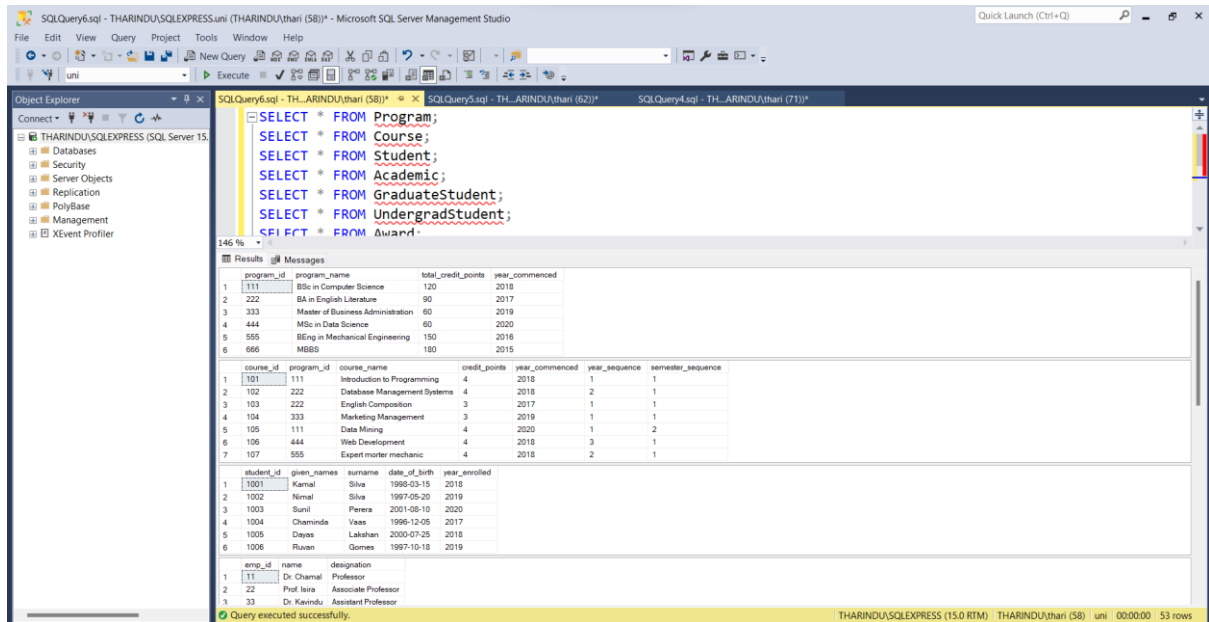 SQLQuery6.sql - THARINDU\SQLEXPRESS.uni (THARINDU\thari (58))* - Microsoft SQL Server Management Studio
Quick Launch (Ctrl+Q)
File Edit View Query Project Tools Window Help
New Query
uni
Execute
Object Explorer
SQLQuery6.sql - TH...ARINDU\thari (58))* SQLQuery5.sql - TH...ARINDU\thari (62))* SQLQuery4.sql - TH...ARINDU\thari (71))*
Connect
THARINDU\SQLEXPRESS (SQL Server 15.
Databases
Security
Server Objects
Replication
PolyBase
Management
XEvent Profiler
SELECT * FROM Program;
SELECT * FROM Course;
SELECT * FROM Student;
SELECT * FROM Academic;
SELECT * FROM GraduateStudent;
SELECT * FROM UndergradStudent;
SELECT * FROM Award;
146 %
Results Messages
program_id program_name total_credit_points year_commenced
1 111 BSc in Computer Science 120 2018
2 222 BA in English Literature 90 2017
3 333 Master of Business Administration 60 2019
4 444 MSc in Data Science 60 2020
5 555 BEng in Mechanical Engineering 150 2016
6 666 MBBS 180 2015
course_id program_id course_name credit_points year_commenced year_sequence semester_sequence
1 101 111 Introduction to Programming 4 2018 1 1
2 102 222 Database Management Systems 4 2018 2 1
3 103 222 English Composition 3 2017 1 1
4 104 333 Marketing Management 3 2019 1 1
5 105 111 Data Mining 4 2020 1 2
6 106 444 Web Development 4 2018 3 1
7 107 555 Expert morter mechanic 4 2018 2 1
student_id given_names surname date_of_birth year_enrolled
1 1001 Kamal Silva 1998-03-15 2018
2 1002 Nimal Silva 1997-05-20 2019
3 1003 Sunil Perera 2001-08-10 2020
4 1004 Chaminda Vaas 1996-12-05 2017
5 1005 Dayas Lakshan 2000-07-25 2018
6 1006 Ruvan Gomes 1997-10-18 2019
emp_id name designation
1 11 Dr. Chamal Professor
2 22 Prof. Isira Associate Professor
3 33 Dr. Kavindu Assistant Professor
Query executed successfully.
THARINDU\SQLEXPRESS (15.0 RTM) THARINDU\thari (58) uni 00:00:00 53 rows